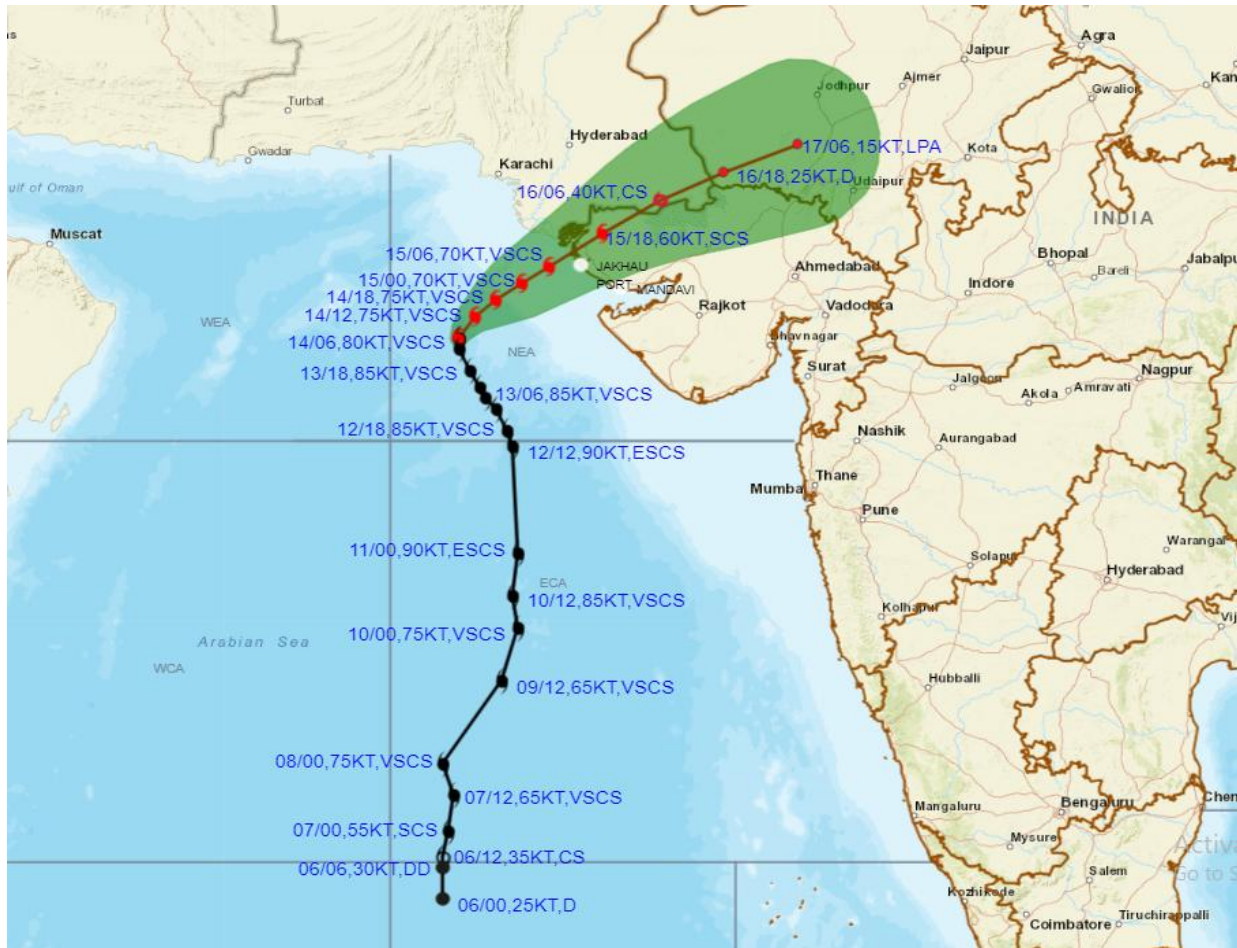 Agra
as
Jaipur
Jodhpur
Ajmer
Gwalior
Kan
Turbat
Hyderabad
17/06,15KT,LPA
Kota
Gwadar
Karachi
16/18,25KT,D
ulf of Oman
16/06,40KT,CS
Udaipur
INDIA
Muscat
15/18,60KT,SCS
15/06,70KT,VSCS
Bhopal
JAKHAU
Jabalpu
15/00,70KT,VSCS
Ahmedabad
Bareli
PORT
MANDAVI
Indore
14/18,75KT,VSCS
Rajkot
Vadodara
14/12,75KT,VSCS
WEA
14/06,80KT,VSCS
Bhavnagar
NEA
13/18,85KT,VSCS
Surat
Nagpur
Jalgaon
Amravati
13/06,85KT,VSCS
Akola
12/18,85KT,VSCS
Nashik
Aurangabad
12/12,90KT,ESCS
Thane
Mumbai
Pune
11/00,90KT,ESCS
Warangal
Solapur
ECA
Hyderabad
10/12,85KT,VSCS
Kolhapur
Vij
10/00,75KT,VSCS
Arabian Sea
WCA
09/12,65KT,VSCS
Hubballi
08/00,75KT,VSCS
07/12,65KT,VSCS
Mangaluru
Bengaluru
Chen
07/00,55KT,SCS
Mysuru
Activa
06/12,35KT,CS
06/06,30KT,DD
Salem
Go to S
Kozhikode
06/00,25KT,D
Coimbatore
Tiruchirappalli